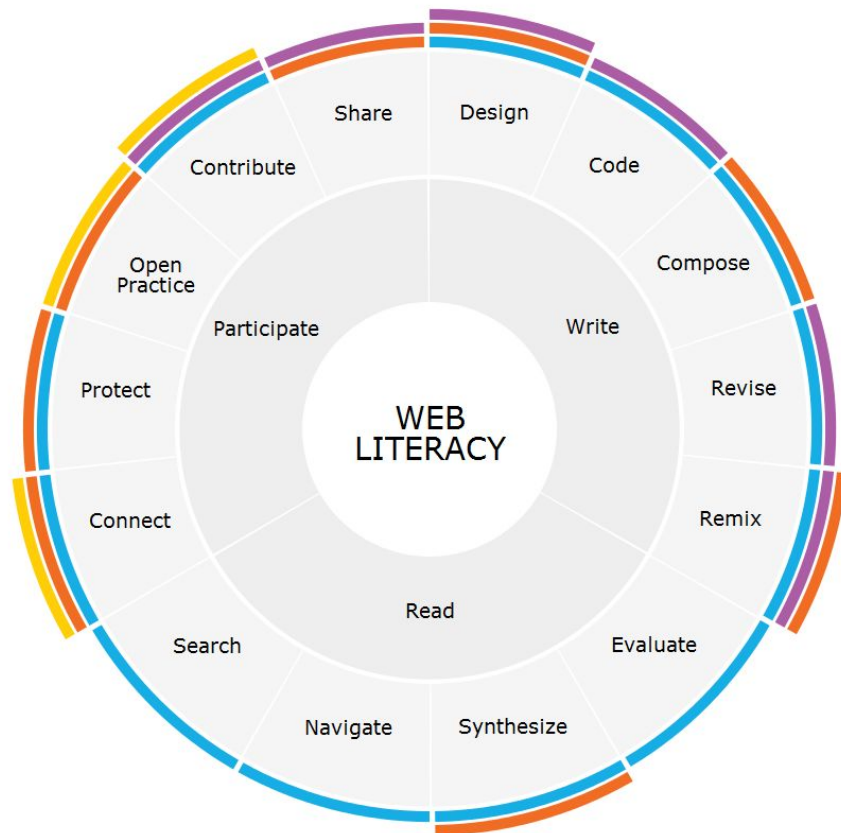 WEB
LITERACY
Participate
Write
Read
Share
Design
Code
Compose
Revise
Remix
Evaluate
Synthesize
Navigate
Search
Connect
Protect
Open
Practice
Contribute